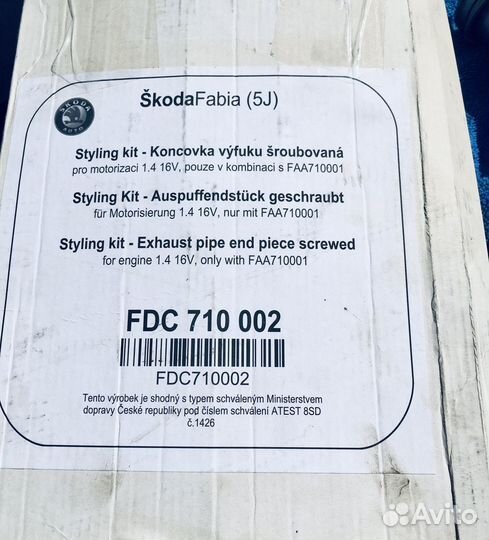 ŠKODA
AUTO
ŠkodaFabia (5J)
Styling kit - Koncovka výfuku šroubovaná
pro motorizaci 1.4 16V, pouze v kombinaci s FAA710001
Styling Kit - Auspuffendstück geschraubt
für Motorisierung 1.4 16V, nur mit FAA710001
Styling kit - Exhaust pipe end piece screwed
for engine 1.4 16V, only with FAA710001
FDC 710 002
FDC710002
Tento výrobek je shodný s typem schváleným Ministerstvem
dopravy České republiky pod číslem schválení ATEST 8SD
č.1426
Avito